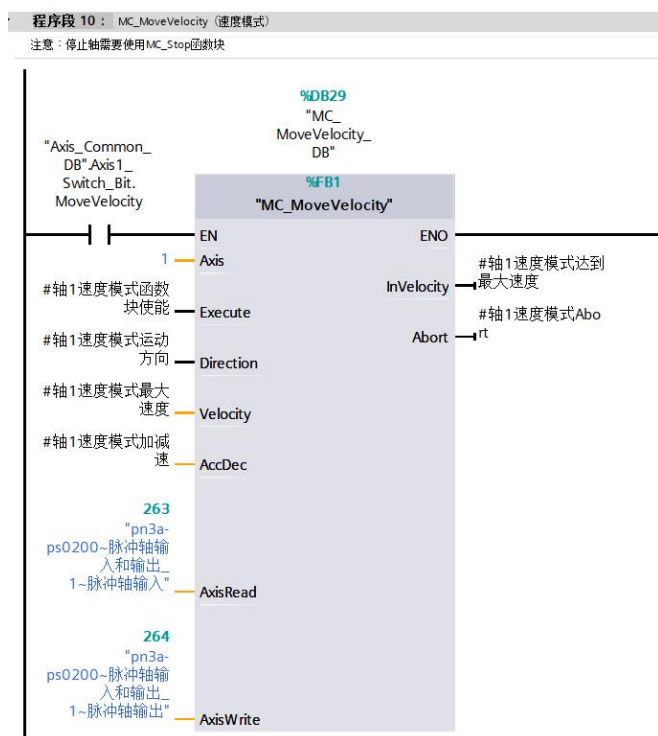 程序段 10： MC_MoveVelocity（速度模式）
注意：停止轴需要使用MC_Stop函数块
%DB29
"MC_
MoveVelocity_
DB"
"Axis_Common_
DB".Axis1_
Switch_Bit.
MoveVelocity
%FB1
"MC_MoveVelocity"
EN
ENO
1
Axis
#轴1速度模式达到
最大速度
InVelocity
#轴1速度模式函数
块使能
Execute
#轴1速度模式Abo
rt
Abort
#轴1速度模式运动
方向
Direction
#轴1速度模式最大
速度
Velocity
#轴1速度模式加减
速
AccDec
263
"pn3a-
ps0200~脉冲轴输
入和输出_
1~脉冲轴输入"
AxisRead
264
"pn3a-
ps0200~脉冲轴输
入和输出_
1~脉冲轴输出"
AxisWrite